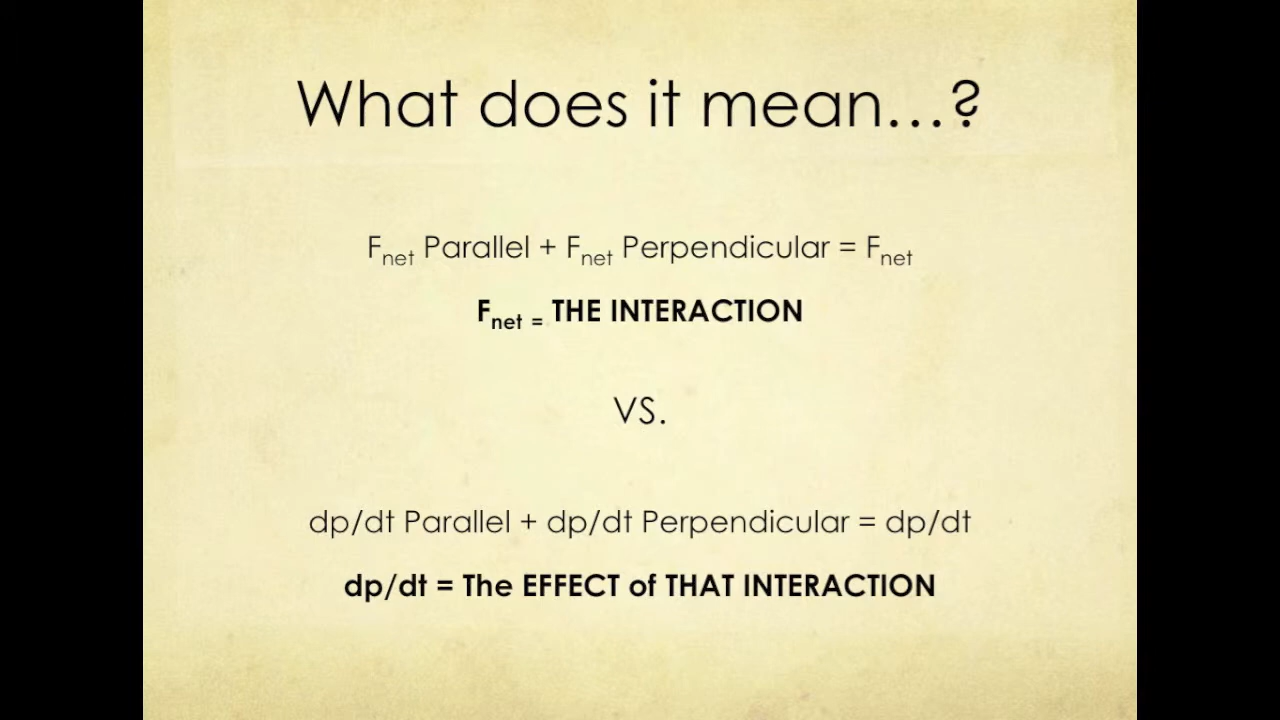 What does it mean...?
Fnet Parallel + Fnet Perpendicular = Fnet
Fnet = THE INTERACTION
VS.
dp/dt Parallel + dp/dt Perpendicular = dp/dt
dp/dt = The EFFECT of THAT INTERACTION